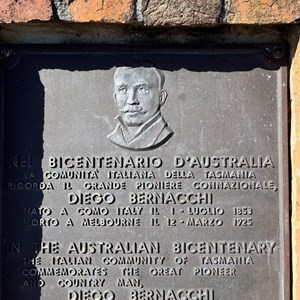 NEL BICENTENARIO D'AUSTRALIA
LA COMUNITA' ITALIANA DELLA TASMANIA
RICORDA IL GRANDE PIONIERE CONNAZIONALE,
DIEGO BERNACCHI
NATO A COMO ITALY IL 1 - LUGLIO 1853
MORTO A MELBOURNE IL 12 - MARZO 1925
IN THE AUSTRALIAN BICENTENARY
THE ITALIAN COMMUNITY OF TASMANIA
COMMEMORATES THE GREAT PIONEER
AND COUNTRY MAN,
DIEGO BERNACCHI